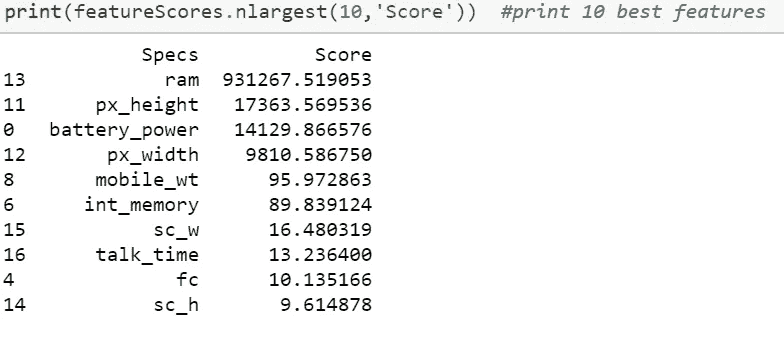 print(featureScores.nlargest(10,'Score'))  #print 10 best features
Specs Score
13 ram 931267.519053
11 px_height 17363.569536
0 battery_power 14129.866576
12 px_width 9810.586750
8 mobile_wt 95.972863
6 int_memory 89.839124
15 sc_w 16.480319
16 talk_time 13.236400
4 fc 10.135166
14 sc_h 9.614878